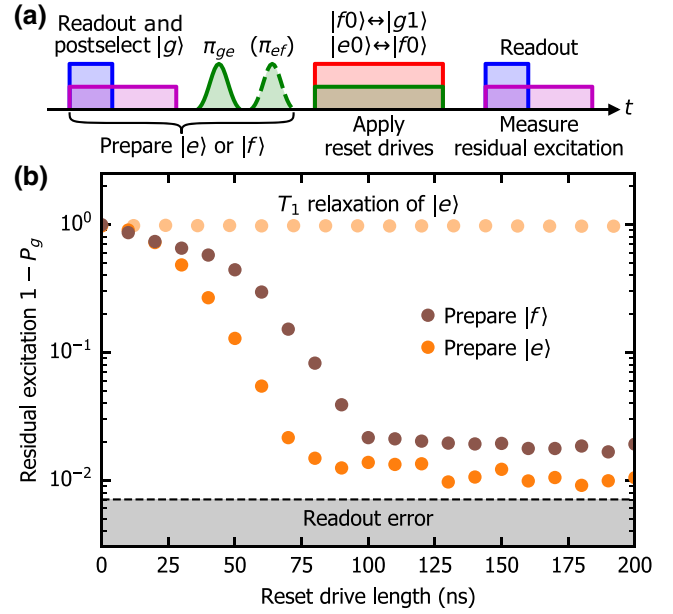 (a)
Readout and
postselect |g⟩
π_ge
(π_ef)
|f0⟩↔|g1⟩
|e0⟩↔|f0⟩
Readout
t
Prepare |e⟩ or |f⟩
Apply
reset drives
Measure
residual excitation
(b)
T₁ relaxation of |e⟩
Prepare |f⟩
Prepare |e⟩
Readout error
Residual excitation 1 − P_g
10⁰
10⁻¹
10⁻²
0 25 50 75 100 125 150 175 200
Reset drive length (ns)